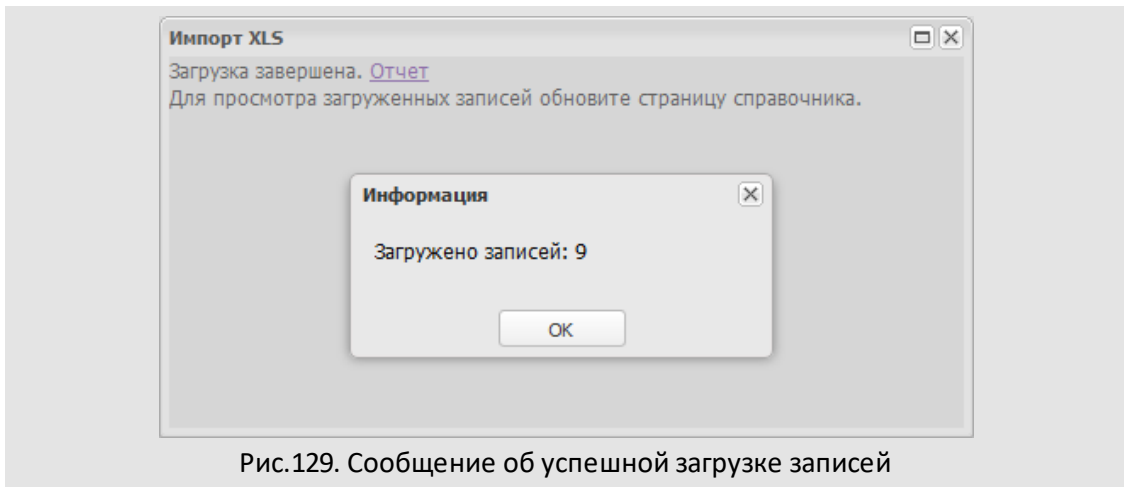 Импорт XLS
Загрузка завершена. Отчет
Для просмотра загруженных записей обновите страницу справочника.
Информация
Загружено записей: 9
OK
Рис.129. Сообщение об успешной загрузке записей